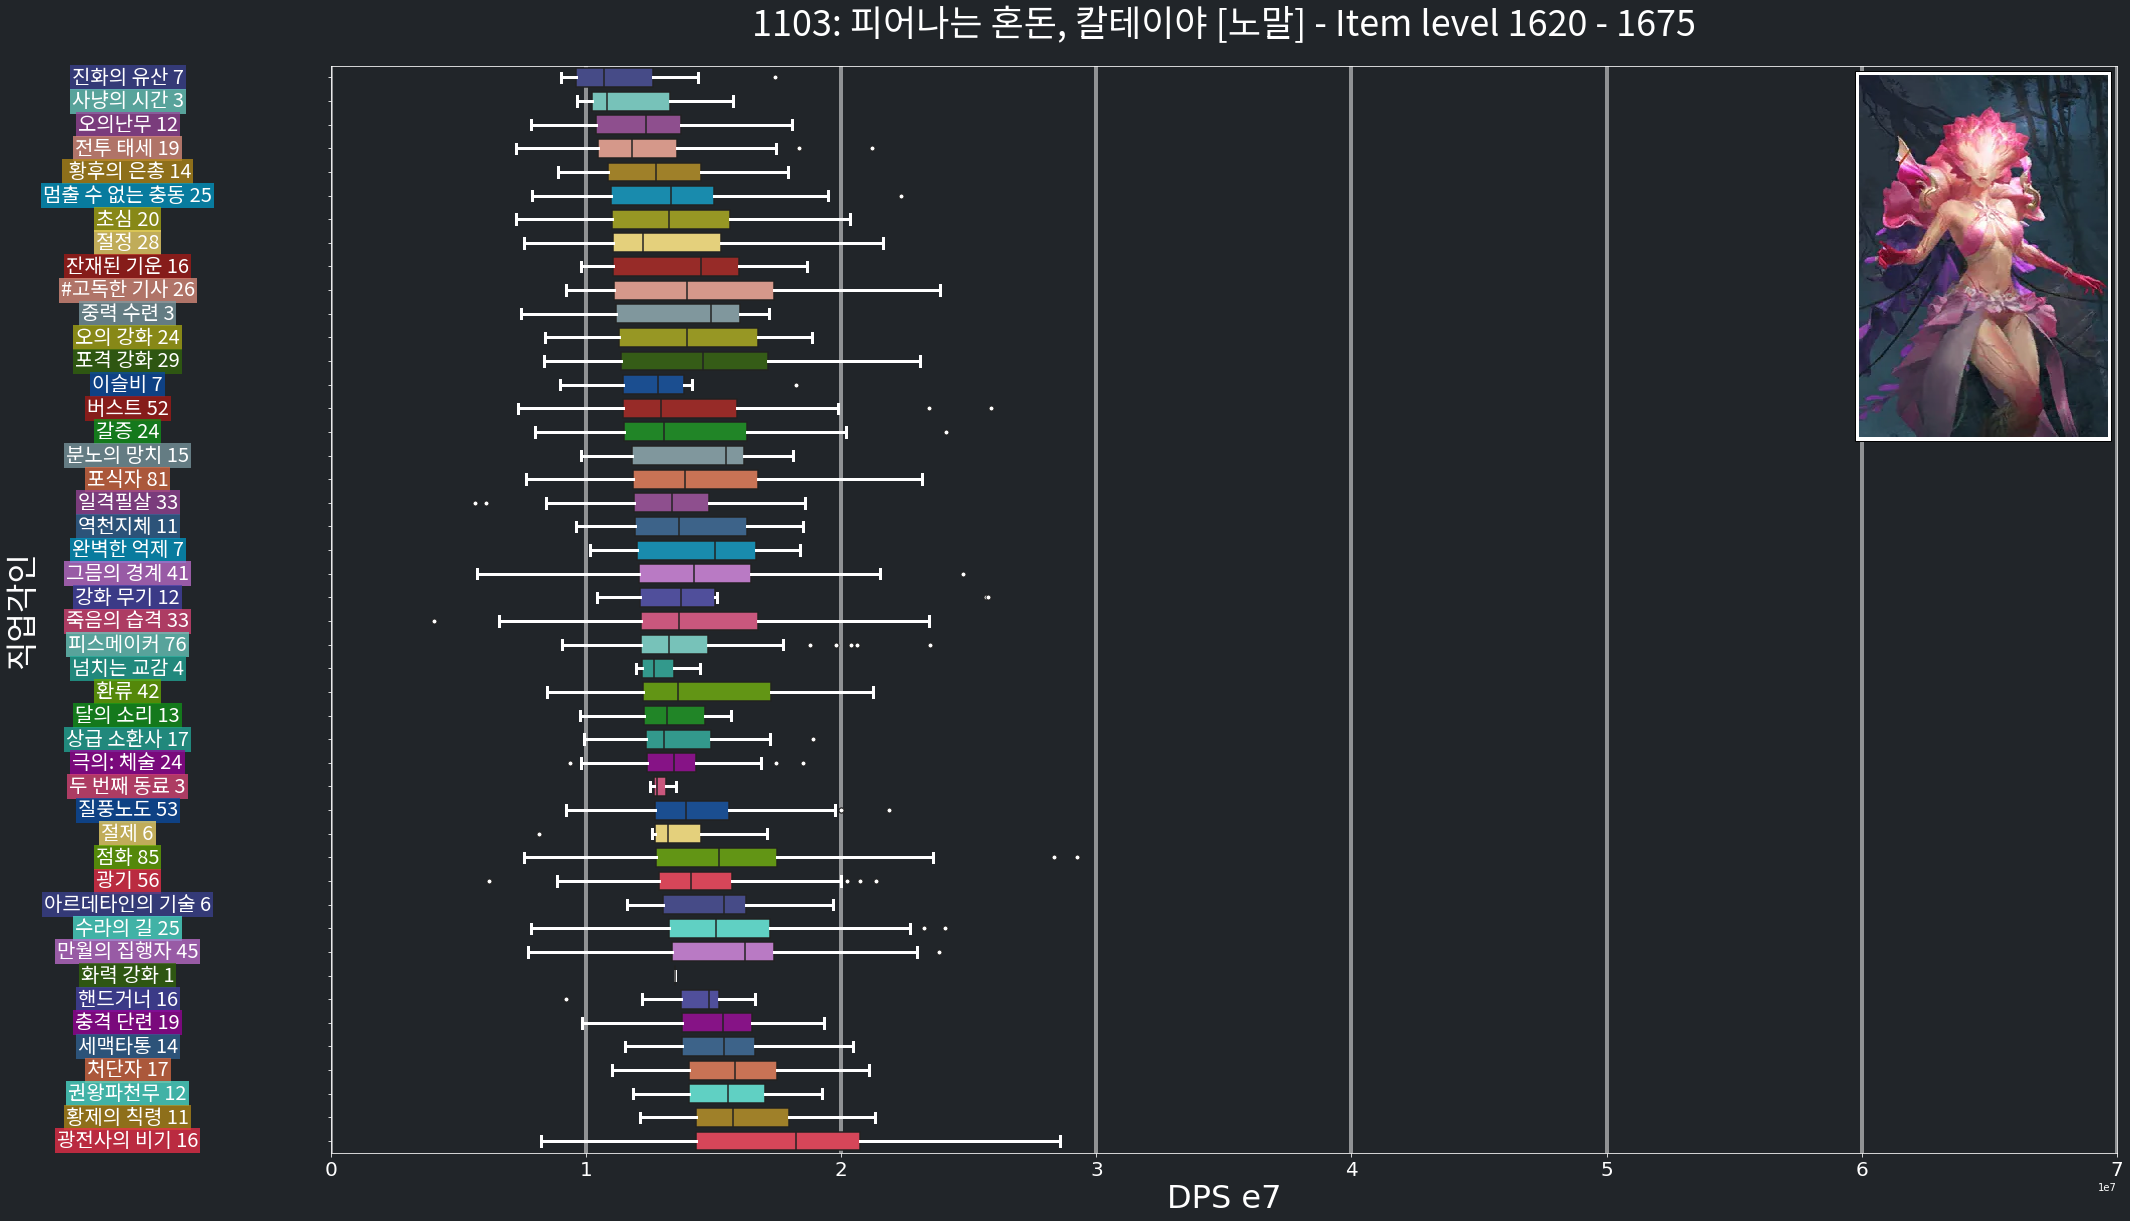 1103: 피어나는 혼돈, 칼테이야 [노말] - Item level 1620 - 1675
진화의 유산 7
사냥의 시간 3
오의난무 12
전투 태세 19
황후의 은총 14
멈출 수 없는 충동 25
초심 20
절정 28
잔재된 기운 16
#고독한 기사 26
중력 수련 3
오의 강화 24
포격 강화 29
이슬비 7
버스트 52
갈증 24
분노의 망치 15
포식자 81
일격필살 33
역천지체 11
완벽한 억제 7
그믐의 경계 41
강화 무기 12
죽음의 습격 33
피스메이커 76
넘치는 교감 4
환류 42
달의 소리 13
상급 소환사 17
극의: 체술 24
두 번째 동료 3
질풍노도 53
절제 6
점화 85
광기 56
아르데타인의 기술 6
수라의 길 25
만월의 집행자 45
화력 강화 1
핸드거너 16
충격 단련 19
세맥타통 14
처단자 17
권왕파천무 12
황제의 칙령 11
광전사의 비기 16
직업각인
0 1 2 3 4 5 6 7
1e7
DPS e7